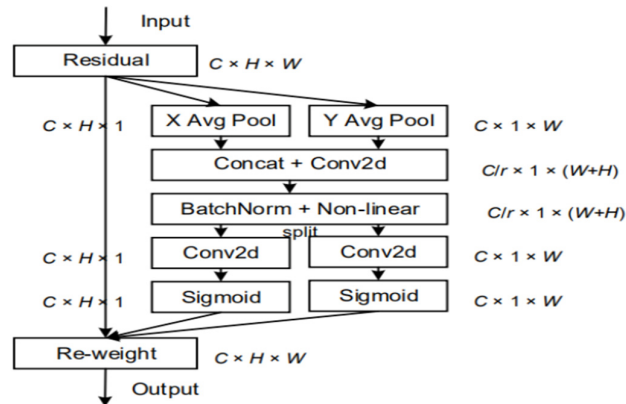 Input
Residual
C × H × W
C × H × 1
X Avg Pool
Y Avg Pool
C × 1 × W
Concat + Conv2d
C/r × 1 × (W+H)
BatchNorm + Non-linear
C/r × 1 × (W+H)
split
C × H × 1
Conv2d
Conv2d
C × 1 × W
C × H × 1
Sigmoid
Sigmoid
C × 1 × W
Re-weight
C × H × W
Output